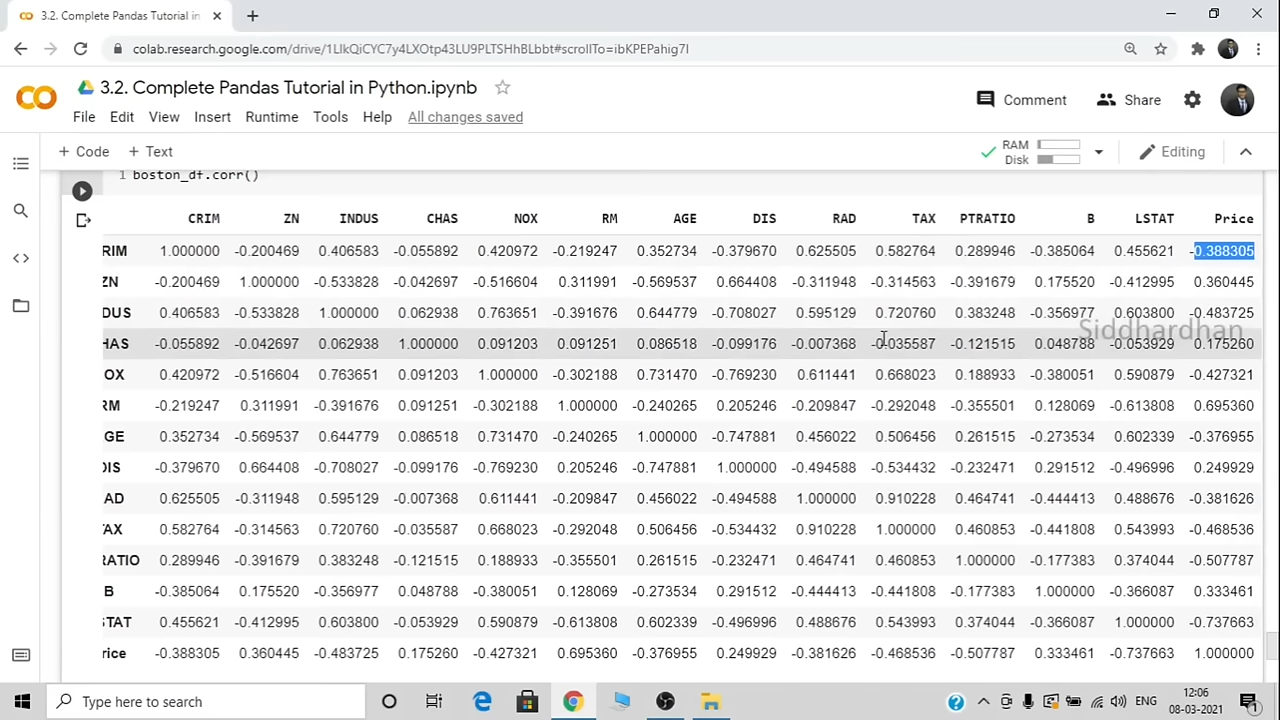 3.2. Complete Pandas Tutorial in
colab.research.google.com/drive/1LIkQiCYC7y4LXOtp43LU9PLTSHhBLbbt#scrollTo=ibKPEPahig7I
3.2. Complete Pandas Tutorial in Python.ipynb
Comment
Share
File Edit View Insert Runtime Tools Help All changes saved
+ Code + Text
RAM
Disk
Editing
1 boston_df.corr()
CRIM ZN INDUS CHAS NOX RM AGE DIS RAD TAX PTRATIO B LSTAT Price
RIM 1.000000 -0.200469 0.406583 -0.055892 0.420972 -0.219247 0.352734 -0.379670 0.625505 0.582764 0.289946 -0.385064 0.455621 -0.388305
ZN -0.200469 1.000000 -0.533828 -0.042697 -0.516604 0.311991 -0.569537 0.664408 -0.311948 -0.314563 -0.391679 0.175520 -0.412995 0.360445
DUS 0.406583 -0.533828 1.000000 0.062938 0.763651 -0.391676 0.644779 -0.708027 0.595129 0.720760 0.383248 -0.356977 0.603800 -0.483725
Siddhardhan
HAS -0.055892 -0.042697 0.062938 1.000000 0.091203 0.091251 0.086518 -0.099176 -0.007368 -0.035587 -0.121515 0.048788 -0.053929 0.175260
OX 0.420972 -0.516604 0.763651 0.091203 1.000000 -0.302188 0.731470 -0.769230 0.611441 0.668023 0.188933 -0.380051 0.590879 -0.427321
RM -0.219247 0.311991 -0.391676 0.091251 -0.302188 1.000000 -0.240265 0.205246 -0.209847 -0.292048 -0.355501 0.128069 -0.613808 0.695360
GE 0.352734 -0.569537 0.644779 0.086518 0.731470 -0.240265 1.000000 -0.747881 0.456022 0.506456 0.261515 -0.273534 0.602339 -0.376955
DIS -0.379670 0.664408 -0.708027 -0.099176 -0.769230 0.205246 -0.747881 1.000000 -0.494588 -0.534432 -0.232471 0.291512 -0.496996 0.249929
AD 0.625505 -0.311948 0.595129 -0.007368 0.611441 -0.209847 0.456022 -0.494588 1.000000 0.910228 0.464741 -0.444413 0.488676 -0.381626
TAX 0.582764 -0.314563 0.720760 -0.035587 0.668023 -0.292048 0.506456 -0.534432 0.910228 1.000000 0.460853 -0.441808 0.543993 -0.468536
RATIO 0.289946 -0.391679 0.383248 -0.121515 0.188933 -0.355501 0.261515 -0.232471 0.464741 0.460853 1.000000 -0.177383 0.374044 -0.507787
B -0.385064 0.175520 -0.356977 0.048788 -0.380051 0.128069 -0.273534 0.291512 -0.444413 -0.441808 -0.177383 1.000000 -0.366087 0.333461
STAT 0.455621 -0.412995 0.603800 -0.053929 0.590879 -0.613808 0.602339 -0.496996 0.488676 0.543993 0.374044 -0.366087 1.000000 -0.737663
rice -0.388305 0.360445 -0.483725 0.175260 -0.427321 0.695360 -0.376955 0.249929 -0.381626 -0.468536 -0.507787 0.333461 -0.737663 1.000000
Type here to search
ENG
12:06
08-03-2021